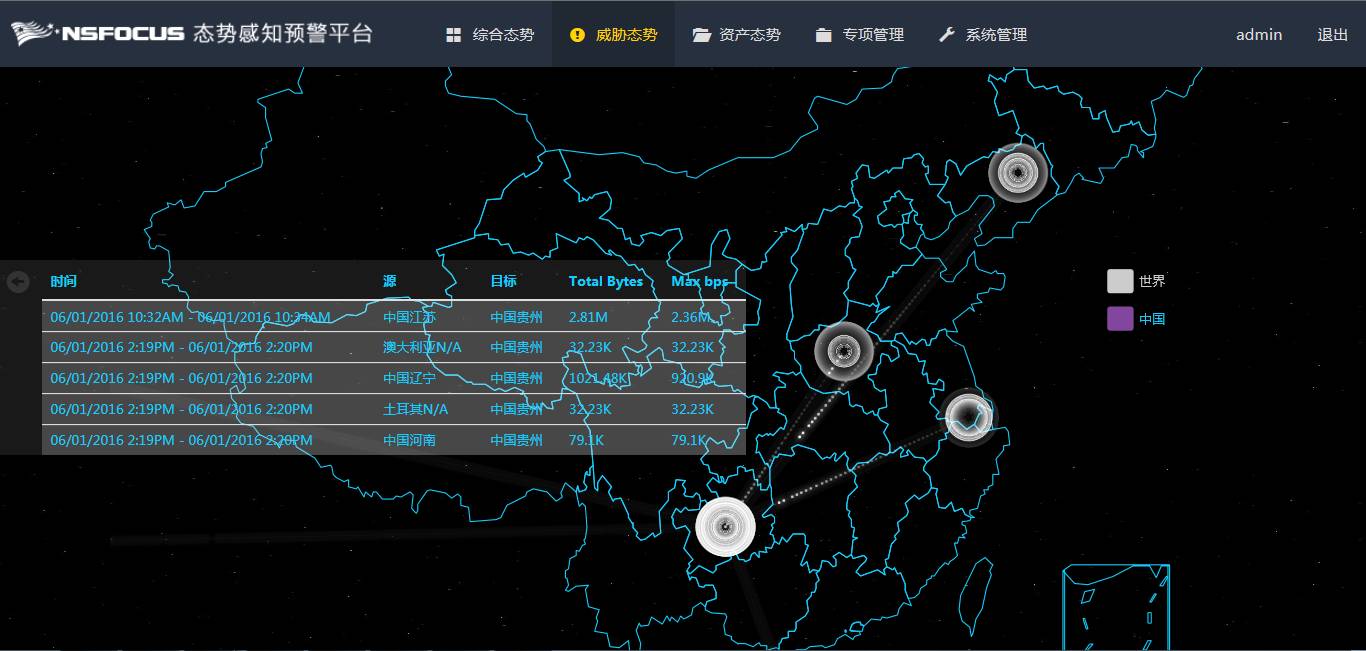 NSFOCUS 态势感知预警平台 综合态势 威胁态势 资产态势 专项管理 系统管理 admin 退出
时间 源 目标 Total Bytes Max bps
06/01/2016 10:32AM - 06/01/2016 10:34AM 中国江苏 中国贵州 2.81M 2.36M
06/01/2016 2:19PM - 06/01/2016 2:20PM 澳大利亚N/A 中国贵州 32.23K 32.23K
06/01/2016 2:19PM - 06/01/2016 2:20PM 中国辽宁 中国贵州 1021.48K 920.9K
06/01/2016 2:19PM - 06/01/2016 2:20PM 土耳其N/A 中国贵州 32.23K 32.23K
06/01/2016 2:19PM - 06/01/2016 2:20PM 中国河南 中国贵州 79.1K 79.1K
世界
中国